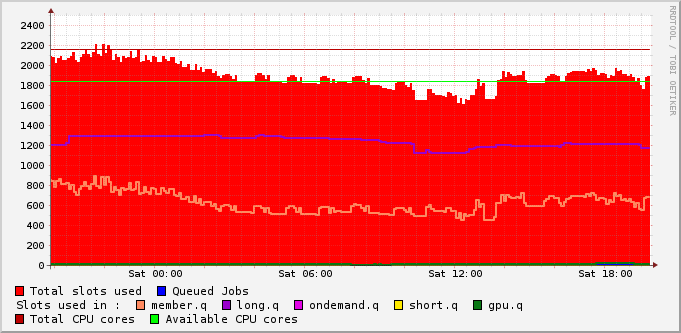 2400
2200
2000
1800
1600
1400
1200
1000
800
600
400
200
0
Sat 00:00 Sat 06:00 Sat 12:00 Sat 18:00
Total slots used Queued Jobs
Slots used in : member.q long.q ondemand.q short.q gpu.q
Total CPU cores Available CPU cores
RRDTOOL / TOBI OETIKER